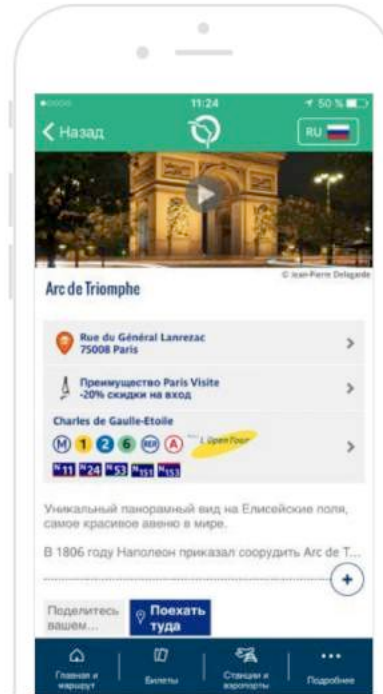 11:24
50 %
Назад
RU
© Jean-Pierre Delagarde
Arc de Triomphe
Rue du Général Lanrezac
75008 Paris
Преимущество Paris Visite
-20% скидки на вход
Charles de Gaulle-Etoile
M 1 2 6 RER A L'OpenTour
N11 N24 N53 N151 N153
Уникальный панорамный вид на Елисейские поля,
самое красивое авеню в мире.
В 1806 году Наполеон приказал соорудить Arc de T...
+
Поделитесь
вашем...
Поехать
туда
Главная и
маршрут
Билеты
Станции и
аэропорты
Подробнее